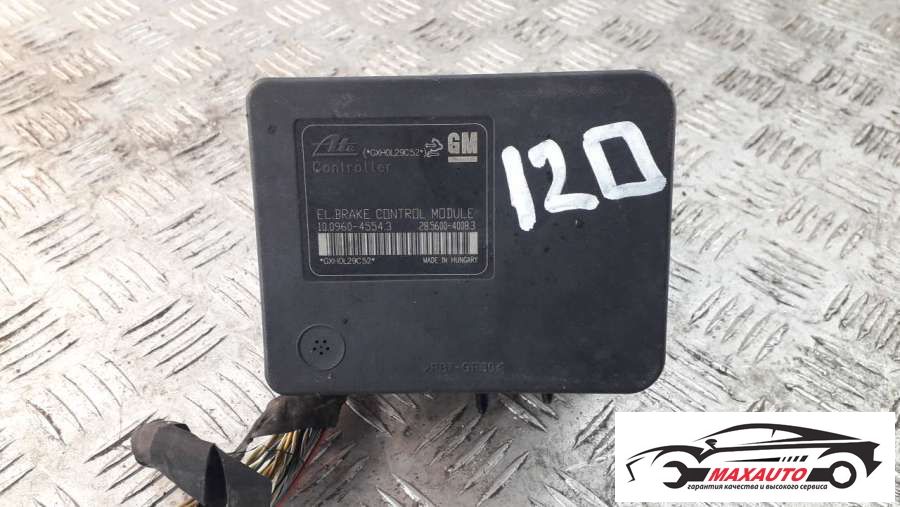 Ate (*GXHOL29C52*) GM
Controller
EL.BRAKE CONTROL MODULE
10.0960-4554.3 28.5600-4008.3
*GXHOL29C52*
MADE IN HUNGARY
120
MAXAUTO
гарантия качества и высокого сервиса